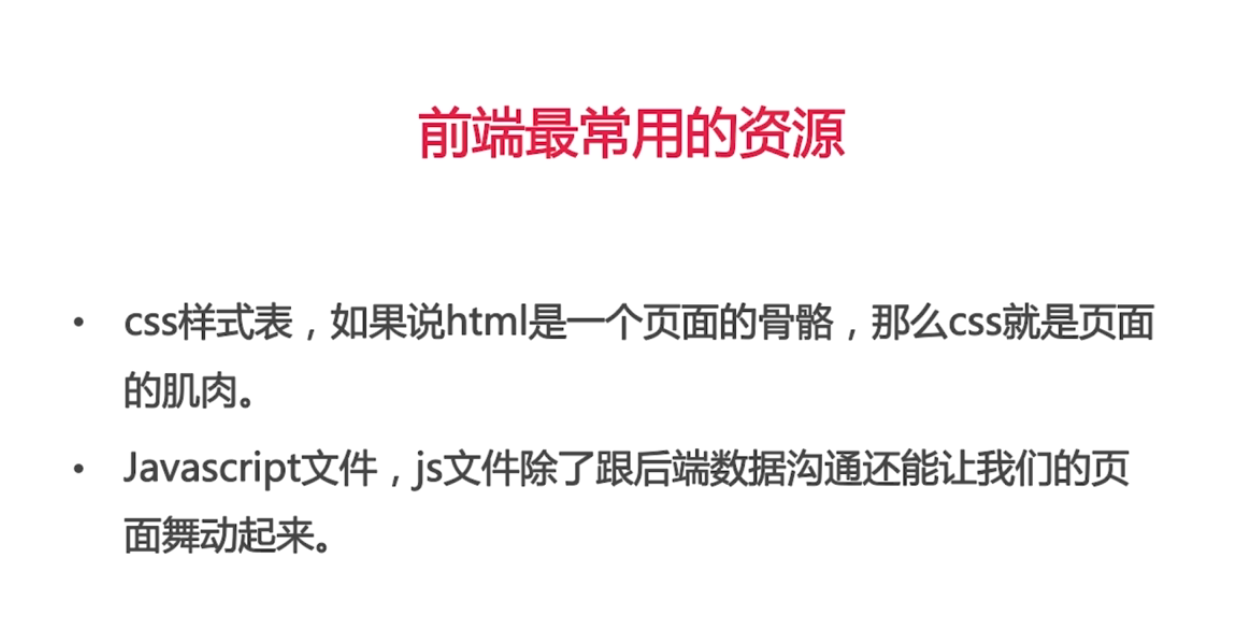 前端最常用的资源
• css样式表，如果说html是一个页面的骨骼，那么css就是页面
的肌肉。
• Javascript文件，js文件除了跟后端数据沟通还能让我们的页
面舞动起来。